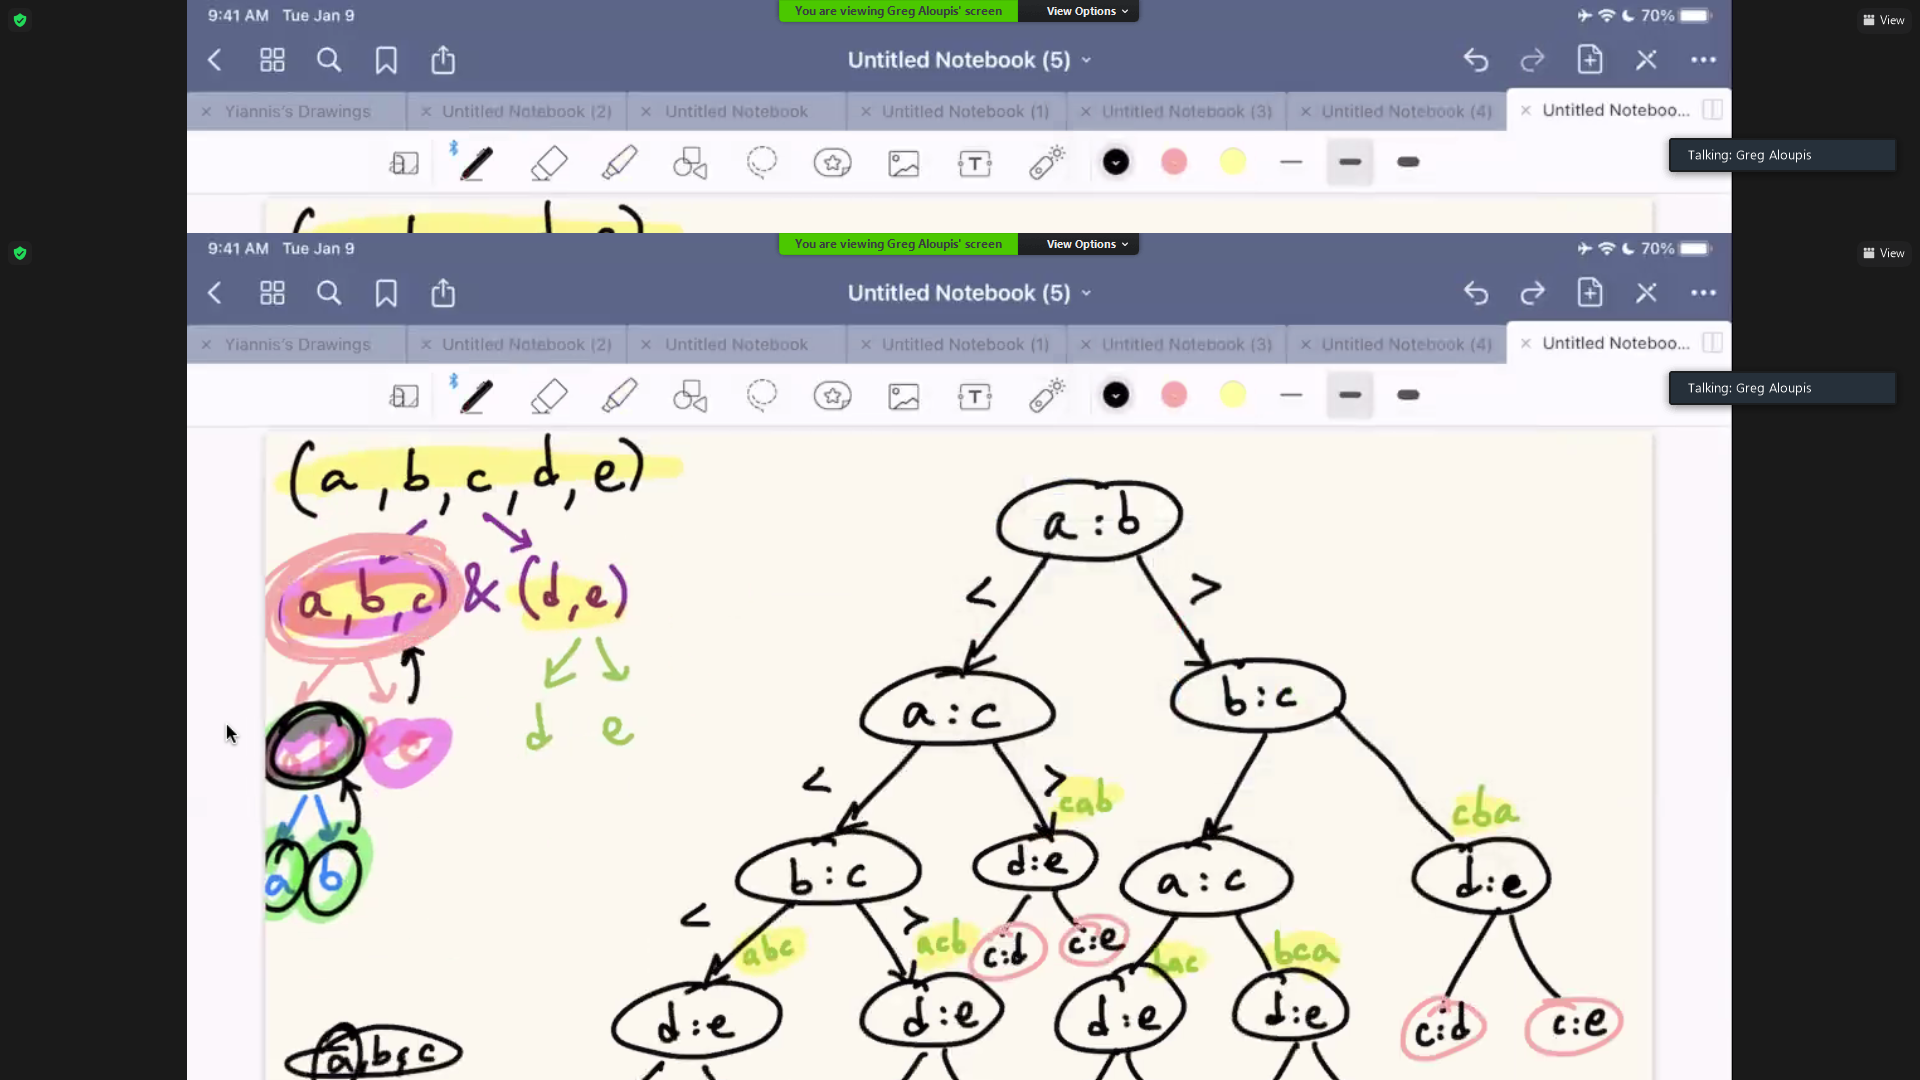 9:41 AM Tue Jan 9
You are viewing Greg Aloupis' screen View Options
70%
View
Untitled Notebook (5)
Yiannis's Drawings Untitled Notebook (2) Untitled Notebook Untitled Notebook (1) Untitled Notebook (3) Untitled Notebook (4) Untitled Noteboo...
Talking: Greg Aloupis
9:41 AM Tue Jan 9
You are viewing Greg Aloupis' screen View Options
70%
View
Untitled Notebook (5)
Yiannis's Drawings Untitled Notebook (2) Untitled Notebook Untitled Notebook (1) Untitled Notebook (3) Untitled Notebook (4) Untitled Noteboo...
Talking: Greg Aloupis
(a, b, c, d, e)
a:b
(a, b, c) & (d, e)
< >
a:c b:c
d e
< >
cab cba
b:c d:e a:c d:e
a b
< >
abc acb c:d c:e bac bca
d:e d:e d:e d:e c:d c:e
a, b, c